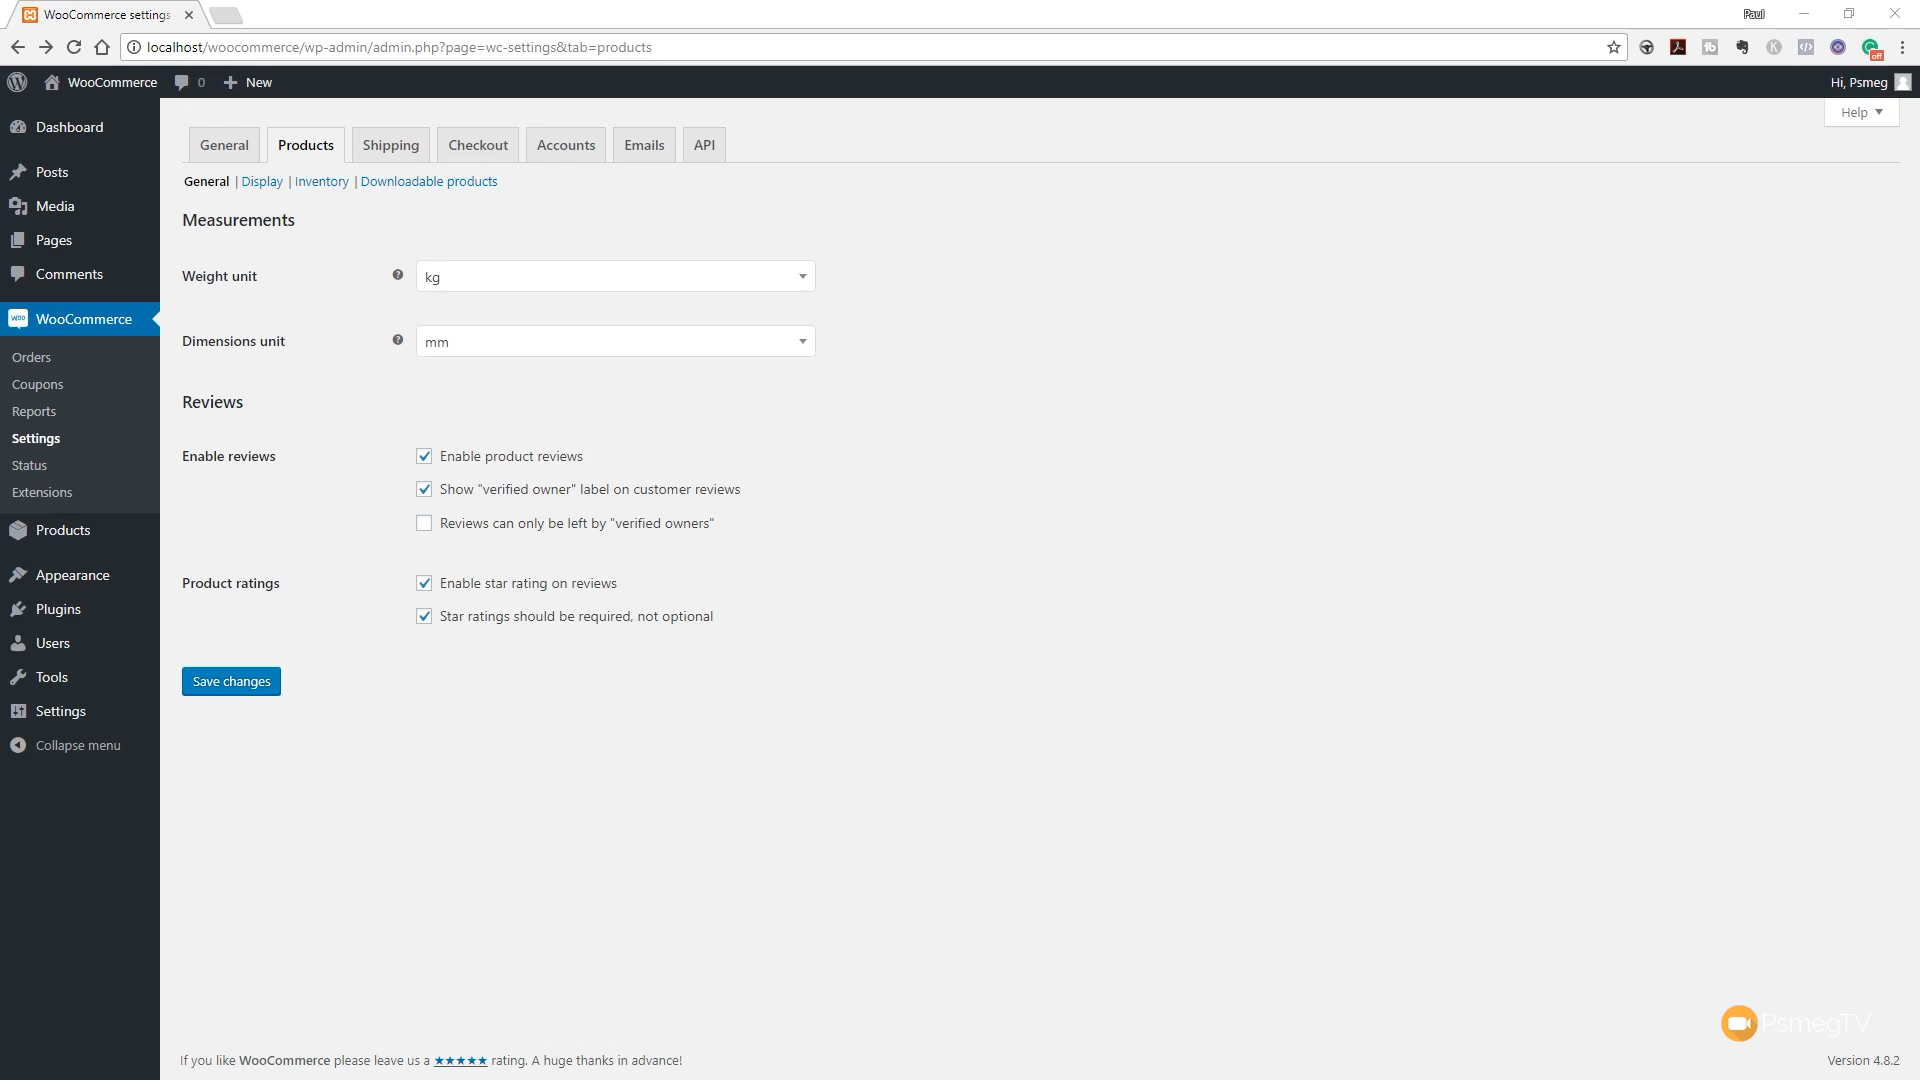 WooCommerce settings
Paul
localhost/woocommerce/wp-admin/admin.php?page=wc-settings&tab=products
WooCommerce 0 New Hi, Psmeg
Help
Dashboard
Posts
Media
Pages
Comments
WooCommerce
Orders
Coupons
Reports
Settings
Status
Extensions
Products
Appearance
Plugins
Users
Tools
Settings
Collapse menu
General Products Shipping Checkout Accounts Emails API
General | Display | Inventory | Downloadable products
Measurements
Weight unit kg
Dimensions unit mm
Reviews
Enable reviews Enable product reviews
Show "verified owner" label on customer reviews
Reviews can only be left by "verified owners"
Product ratings Enable star rating on reviews
Star ratings should be required, not optional
Save changes
PsmegTV
If you like WooCommerce please leave us a ★★★★★ rating. A huge thanks in advance! Version 4.8.2